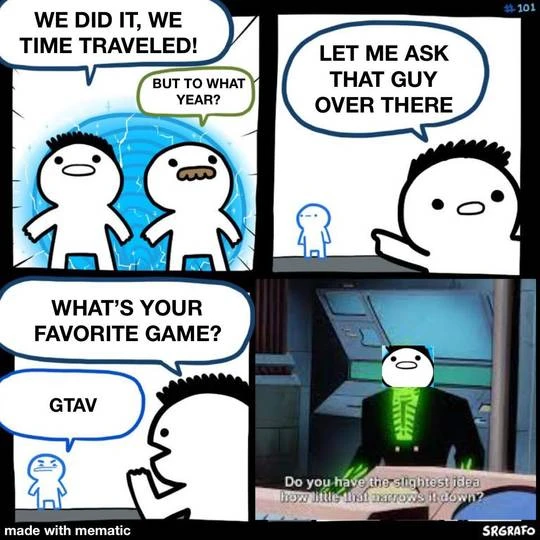 #101
WE DID IT, WE
TIME TRAVELED!
BUT TO WHAT
YEAR?
LET ME ASK
THAT GUY
OVER THERE
WHAT'S YOUR
FAVORITE GAME?
GTAV
Do you have the slightest idea
how little that narrows it down?
made with mematic
SRGRAFO